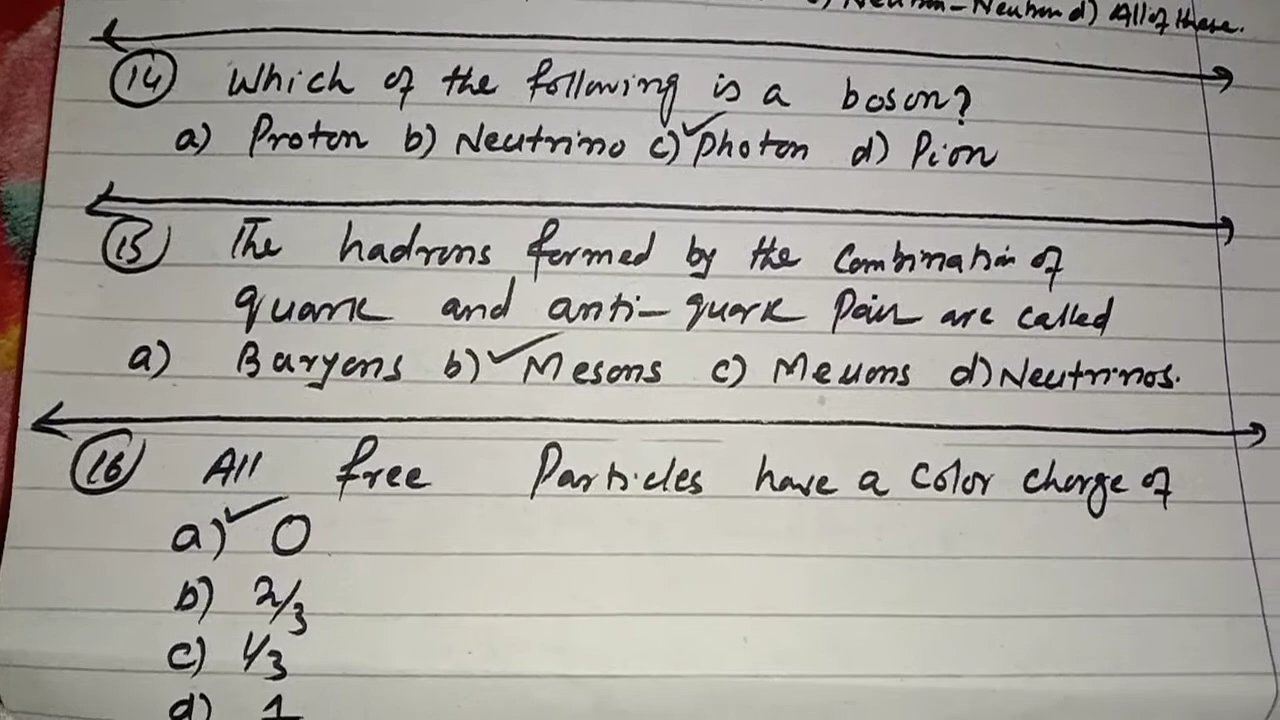 Neutron-Neutron d) All of these.
14 Which of the following is a boson?
a) Proton b) Neutrino c) ✓Photon d) Pion
15 The hadrons formed by the Combination of
quark and anti-quark Pair are called
a) Baryons b) ✓Mesons c) Meuons d) Neutrinos.
16 All free Particles have a color charge of
a) ✓ 0
b) 2/3
c) 1/3
d) 1